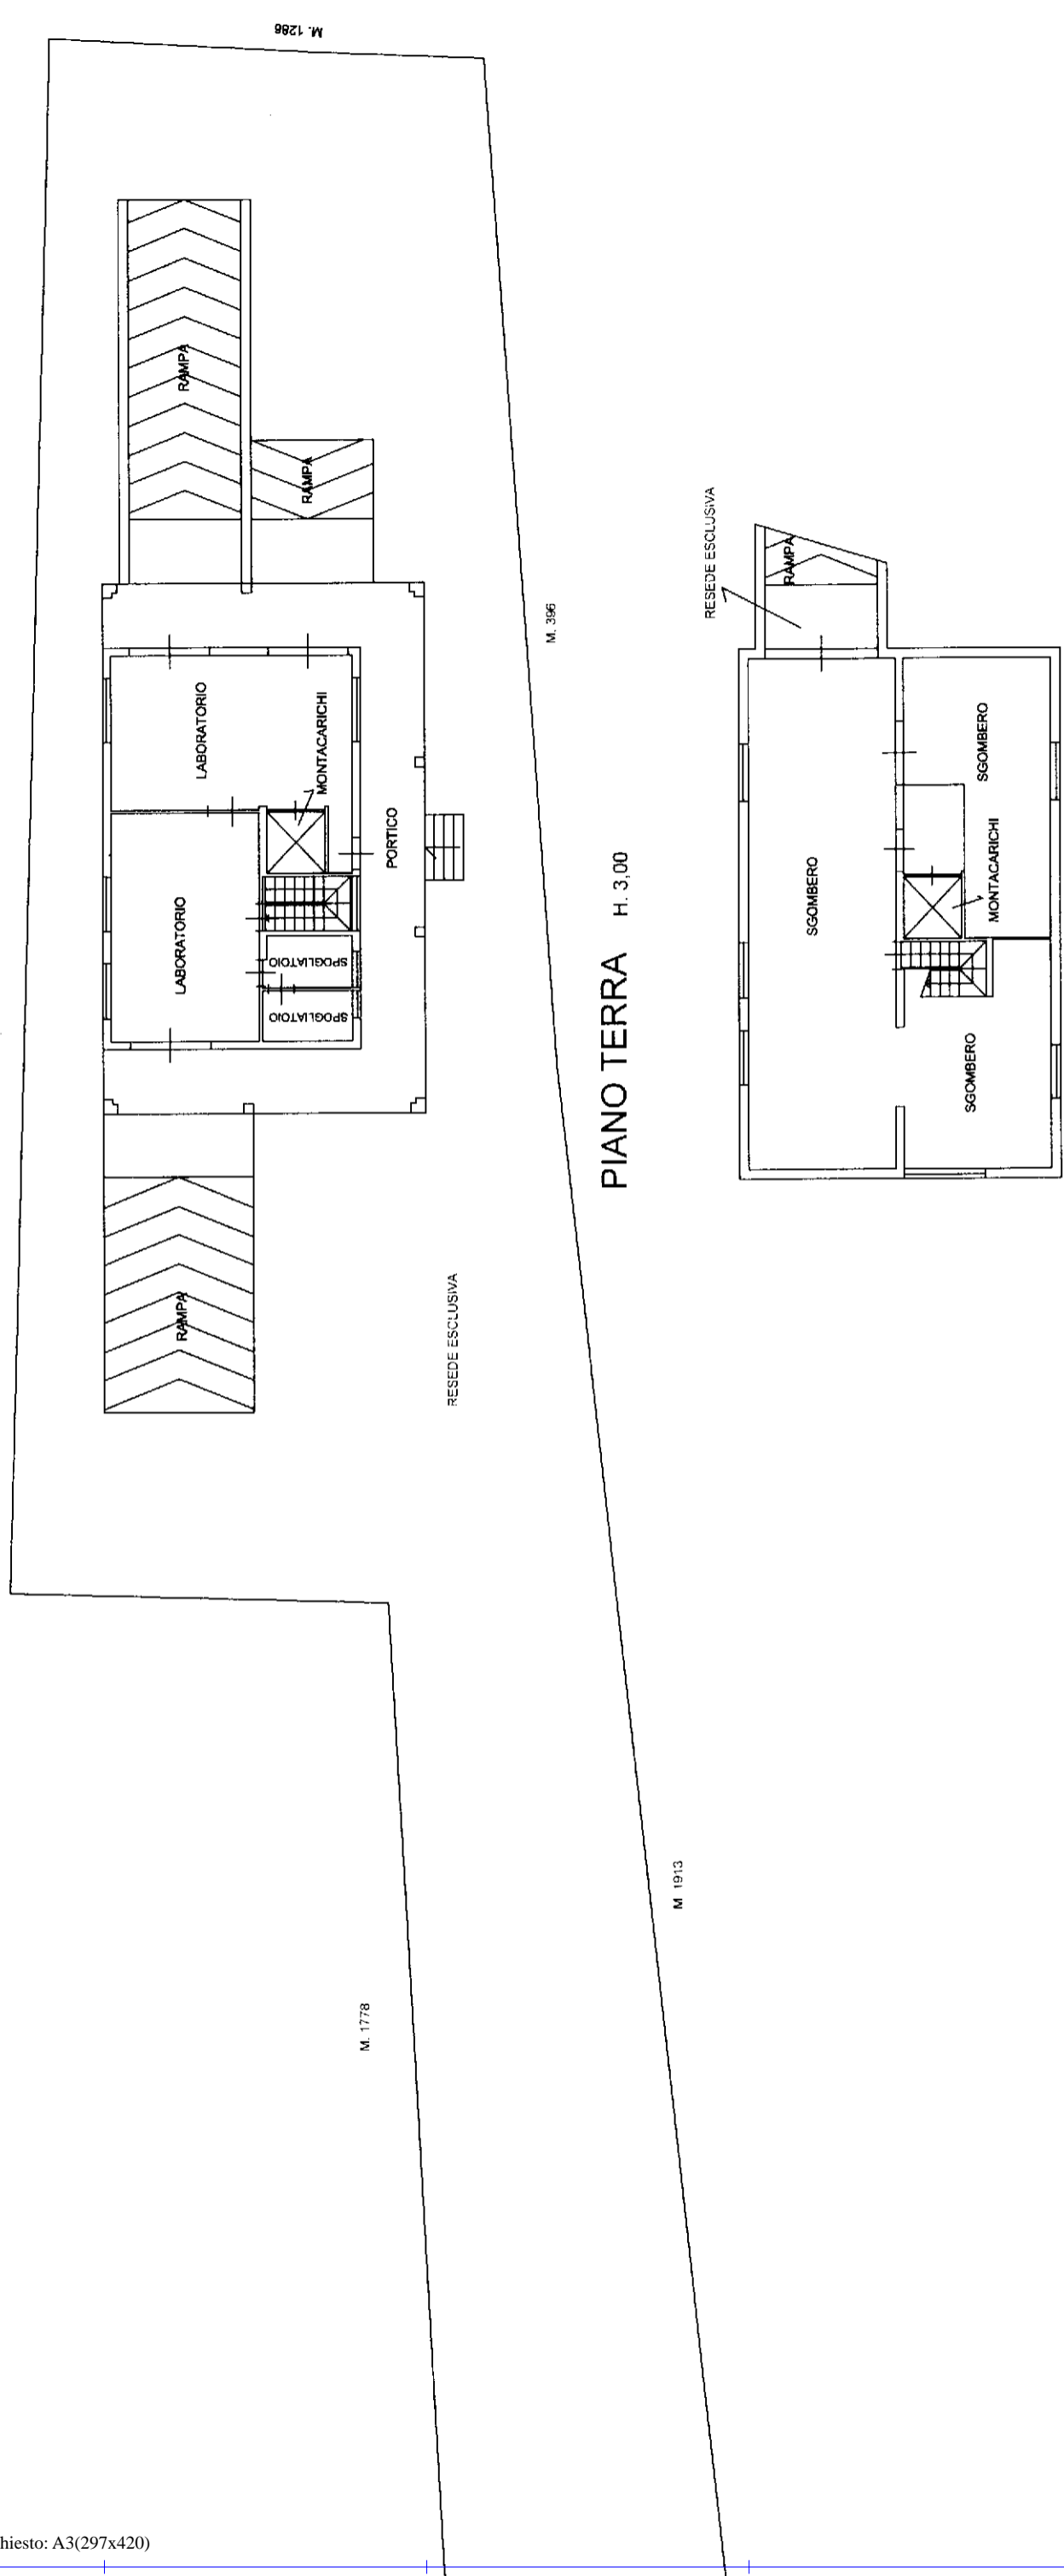 M. 1286
RAMPA
RAMPA
M. 396
LABORATORIO
MONTACARICHI
PORTICO
LABORATORIO
SPOGLIATOIO
SPOGLIATOIO
RAMPA
RESEDE ESCLUSIVA
PIANO TERRA H. 3,00
RESEDE ESCLUSIVA
RAMPA
SGOMBERO
SGOMBERO
MONTACARICHI
SGOMBERO
M. 1778
M 1913
hiesto: A3(297x420)